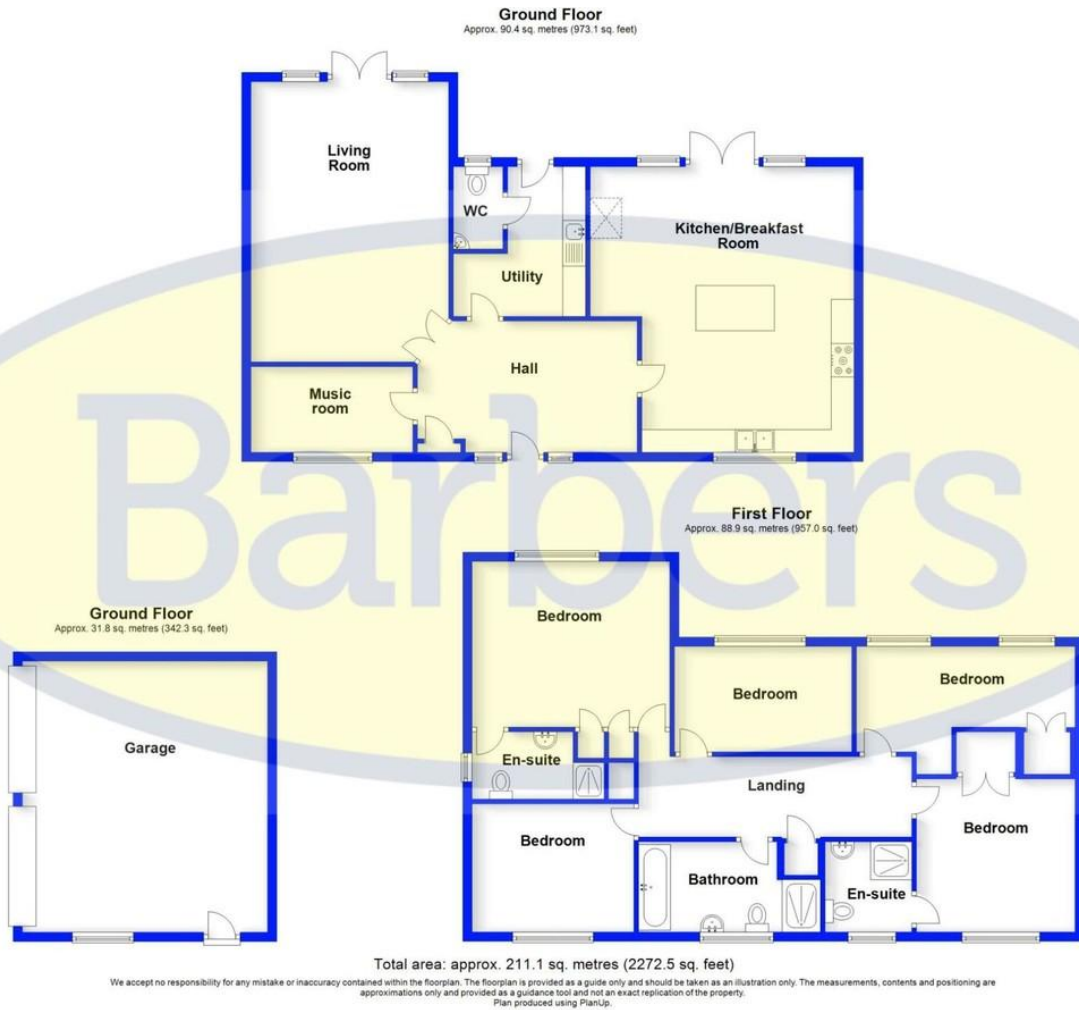 Ground Floor
Approx. 90.4 sq. metres (973.1 sq. feet)
Living
Room
WC
Kitchen/Breakfast
Room
Utility
Hall
Music
room
Barbers
First Floor
Approx. 88.9 sq. metres (957.0 sq. feet)
Bedroom
Bedroom
Bedroom
En-suite
Landing
Bedroom
Bedroom
Bathroom
En-suite
Ground Floor
Approx. 31.8 sq. metres (342.3 sq. feet)
Garage
Total area: approx. 211.1 sq. metres (2272.5 sq. feet)
We accept no responsibility for any mistake or inaccuracy contained within the floorplan. The floorplan is provided as a guide only and should be taken as an illustration only. The measurements, contents and positioning are
approximations only and provided as a guidance tool and not an exact replication of the property.
Plan produced using PlanUp.